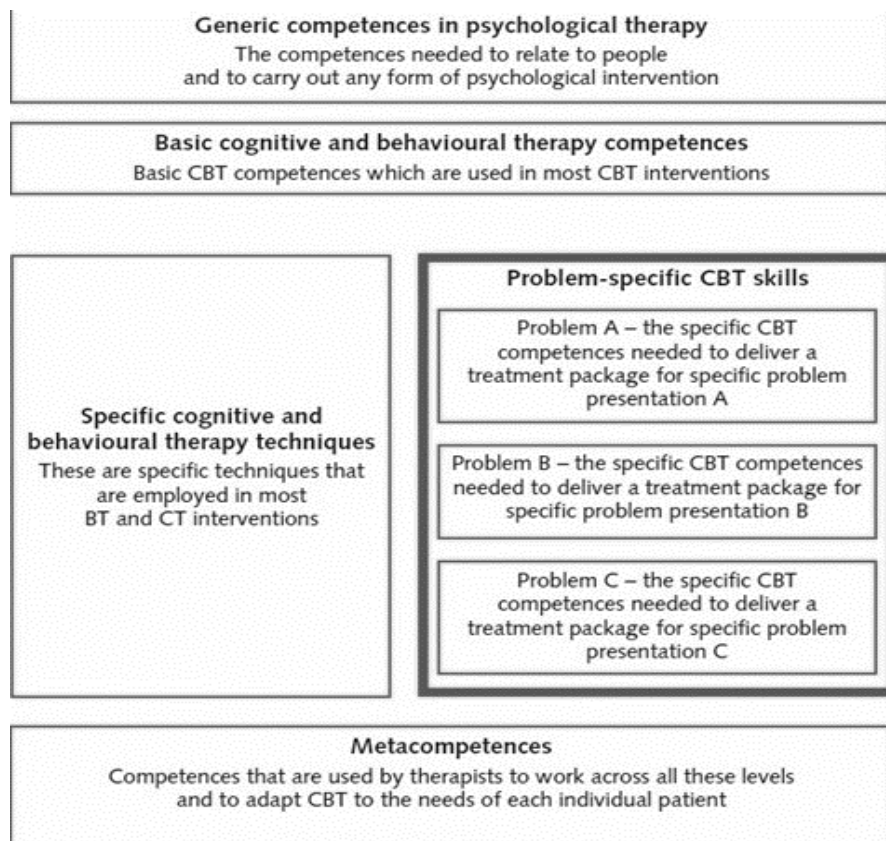 Generic competences in psychological therapy
The competences needed to relate to people
and to carry out any form of psychological intervention
Basic cognitive and behavioural therapy competences
Basic CBT competences which are used in most CBT interventions
Specific cognitive and
behavioural therapy techniques
These are specific techniques that
are employed in most
BT and CT interventions
Problem-specific CBT skills
Problem A – the specific CBT
competences needed to deliver a
treatment package for specific problem
presentation A
Problem B – the specific CBT competences
needed to deliver a treatment package for
specific problem presentation B
Problem C – the specific CBT
competences needed to deliver a
treatment package for specific problem
presentation C
Metacompetences
Competences that are used by therapists to work across all these levels
and to adapt CBT to the needs of each individual patient